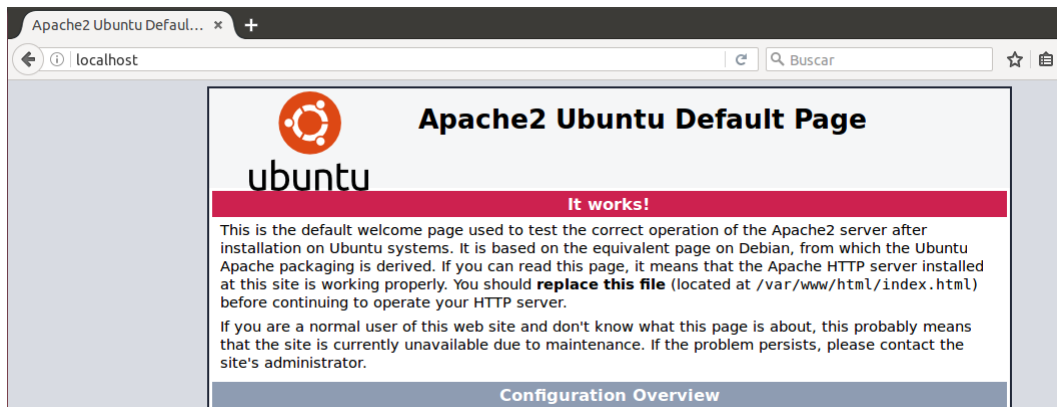 Apache2 Ubuntu Defaul...
localhost
Buscar
Apache2 Ubuntu Default Page
ubuntu
It works!
This is the default welcome page used to test the correct operation of the Apache2 server after
installation on Ubuntu systems. It is based on the equivalent page on Debian, from which the Ubuntu
Apache packaging is derived. If you can read this page, it means that the Apache HTTP server installed
at this site is working properly. You should replace this file (located at /var/www/html/index.html)
before continuing to operate your HTTP server.
If you are a normal user of this web site and don't know what this page is about, this probably means
that the site is currently unavailable due to maintenance. If the problem persists, please contact the
site's administrator.
Configuration Overview